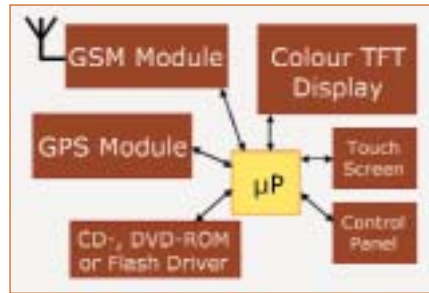 GSM Module
Colour TFT
Display
GPS Module
Touch
Screen
µP
Control
Panel
CD-, DVD-ROM
or Flash Driver